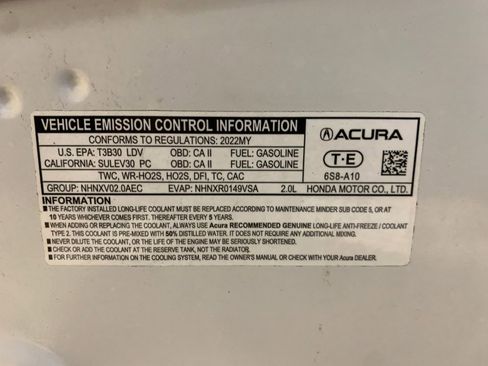 VEHICLE EMISSION CONTROL INFORMATION
CONFORMS TO REGULATIONS: 2022MY
U.S. EPA: T3B30 LDV OBD: CA II FUEL: GASOLINE
CALIFORNIA: SULEV30 PC OBD: CA II FUEL: GASOLINE
TWC, WR-HO2S, HO2S, DFI, TC, CAC
GROUP: NHNXV02.0AEC EVAP: NHNXR0149VSA 2.0L
ACURA
T·E
6S8-A10
HONDA MOTOR CO., LTD.
INFORMATION
■ THE FACTORY INSTALLED LONG-LIFE COOLANT MUST BE REPLACED ACCORDING TO MAINTENANCE MINDER SUB CODE 5, OR AT
10 YEARS WHICHEVER COMES FIRST. THEREAFTER EVERY 5 YEARS.
■ WHEN ADDING OR REPLACING THE COOLANT, ALWAYS USE Acura RECOMMENDED GENUINE LONG-LIFE ANTI-FREEZE / COOLANT
TYPE 2. THIS COOLANT IS PRE-MIXED WITH 50% DISTILLED WATER. IT DOES NOT REQUIRE ANY ADDITIONAL MIXING.
■ NEVER DILUTE THE COOLANT, OR THE LIFE OF THE ENGINE MAY BE SERIOUSLY SHORTENED.
■ CHECK OR ADD THE COOLANT AT THE RESERVE TANK, NOT THE RADIATOR.
■ FOR FURTHER INFORMATION ON THE COOLING SYSTEM, READ THE OWNER'S MANUAL OR CHECK WITH YOUR Acura DEALER.